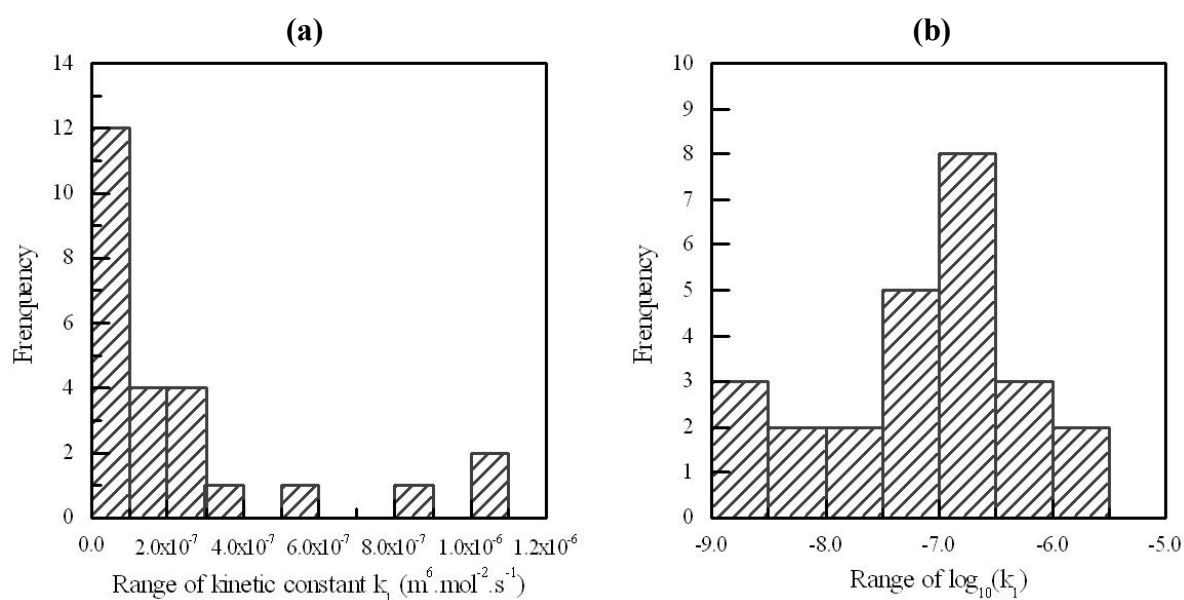 (a)
14
12
10
8
6
4
2
0
Frenquency
0.0 2.0x10⁻⁷ 4.0x10⁻⁷ 6.0x10⁻⁷ 8.0x10⁻⁷ 1.0x10⁻⁶ 1.2x10⁻⁶
Range of kinetic constant k₁ (m⁶.mol⁻².s⁻¹)
(b)
10
9
8
7
6
5
4
3
2
1
0
Frenquency
-9.0 -8.0 -7.0 -6.0 -5.0
Range of log₁₀(k₁)